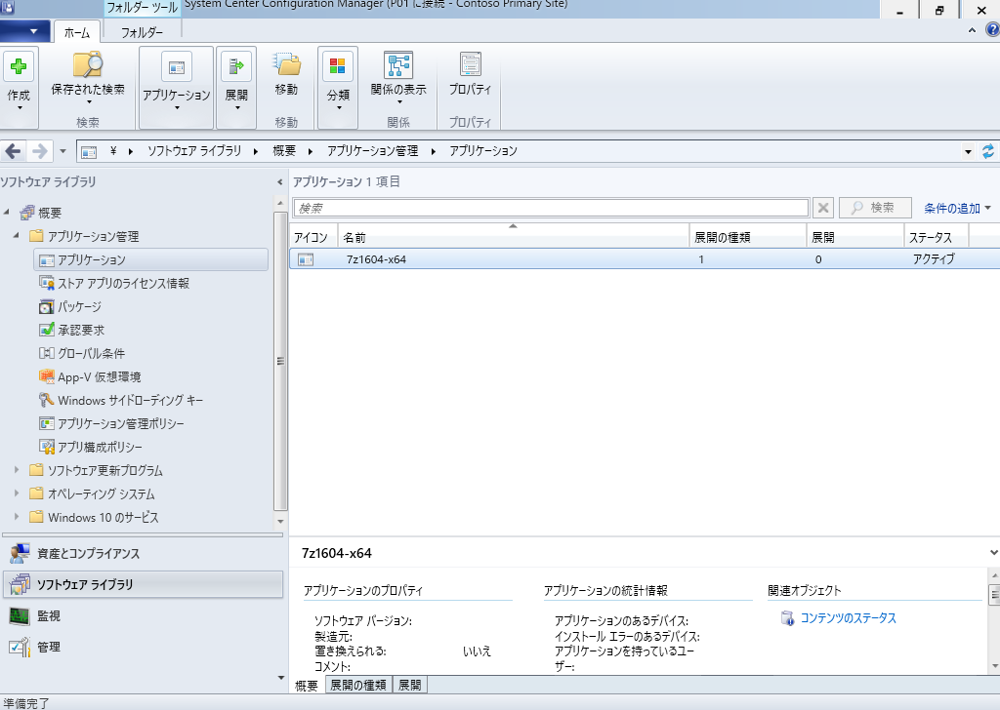 フォルダー ツール
System Center Configuration Manager (P01 に接続 - Contoso Primary Site)
ホーム
フォルダー
作成
保存された検索
アプリケーション
展開
移動
分類
関係の表示
プロパティ
検索
移動
関係
プロパティ
¥ ソフトウェア ライブラリ 概要 アプリケーション管理 アプリケーション
ソフトウェア ライブラリ
概要
アプリケーション管理
アプリケーション
ストア アプリのライセンス情報
パッケージ
承認要求
グローバル条件
App-V 仮想環境
Windows サイドローディング キー
アプリケーション管理ポリシー
アプリ構成ポリシー
ソフトウェア更新プログラム
オペレーティング システム
Windows 10 のサービス
資産とコンプライアンス
ソフトウェア ライブラリ
監視
管理
アプリケーション 1 項目
検索
検索
条件の追加
アイコン 名前 展開の種類 展開 ステータス
7z1604-x64 1 0 アクティブ
7z1604-x64
アプリケーションのプロパティ
ソフトウェア バージョン:
製造元:
置き換えられる: いいえ
コメント:
アプリケーションの統計情報
アプリケーションのあるデバイス:
インストール エラーのあるデバイス:
アプリケーションを持っているユー
ザー:
関連オブジェクト
コンテンツのステータス
概要 展開の種類 展開
準備完了